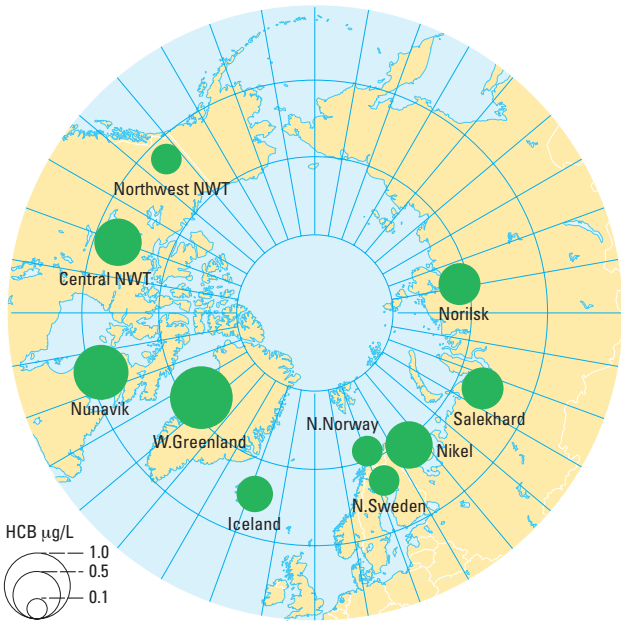 Northwest NWT
Central NWT
Norilsk
Nunavik
Salekhard
N.Norway
W.Greenland
Nikel
N.Sweden
Iceland
HCB μg/L
1.0
0.5
0.1